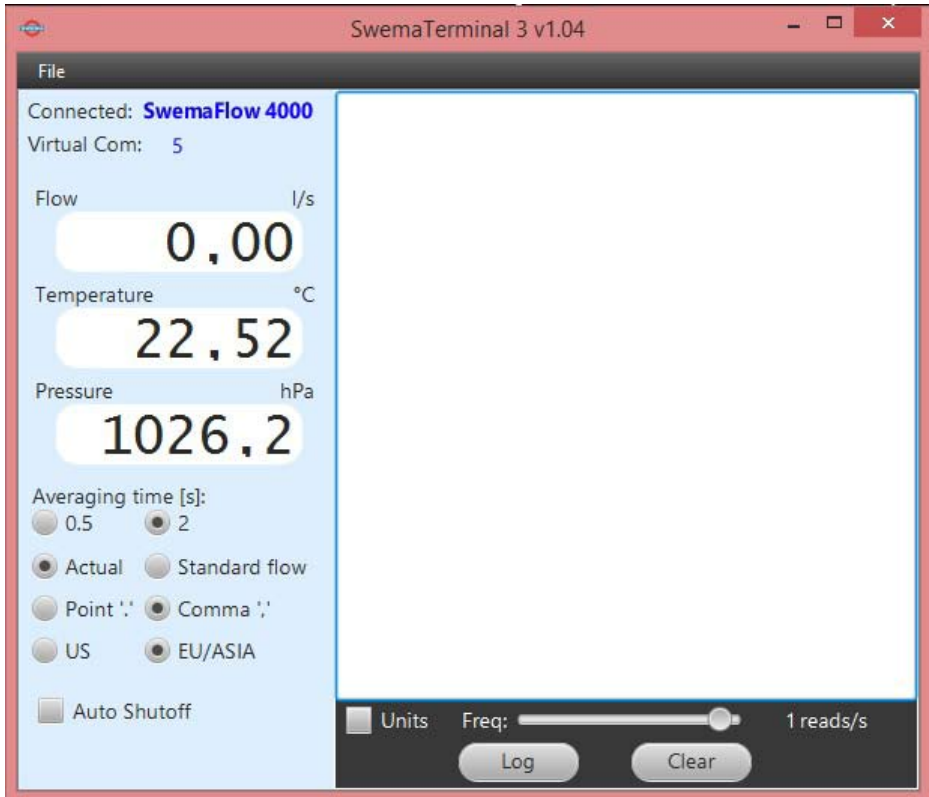 SwemaTerminal 3 v1.04
File
Connected: SwemaFlow 4000
Virtual Com: 5
Flow l/s
0,00
Temperature °C
22,52
Pressure hPa
1026,2
Averaging time [s]:
0.5 2
Actual Standard flow
Point '.' Comma ','
US EU/ASIA
Auto Shutoff
Units Freq: 1 reads/s
Log Clear